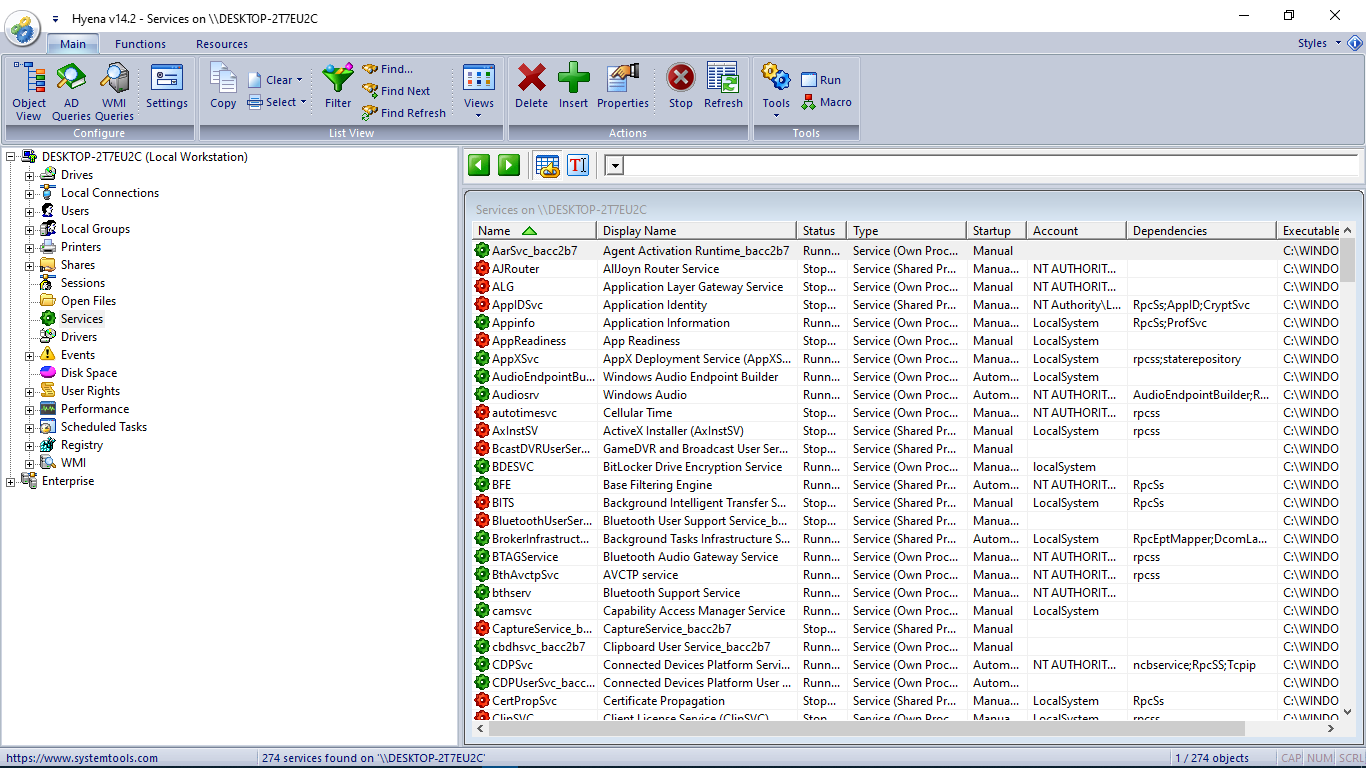 Hyena v14.2 - Services on \\DESKTOP-2T7EU2C
Main Functions Resources Styles
Object View AD Queries WMI Queries Settings Copy Clear Select Filter Find... Find Next Find Refresh Views Delete Insert Properties Stop Refresh Tools Run Macro
Configure List View Actions Tools
DESKTOP-2T7EU2C (Local Workstation)
Drives
Local Connections
Users
Local Groups
Printers
Shares
Sessions
Open Files
Services
Drivers
Events
Disk Space
User Rights
Performance
Scheduled Tasks
Registry
WMI
Enterprise
Services on \\DESKTOP-2T7EU2C
Name Display Name Status Type Startup Account Dependencies Executable
AarSvc_bacc2b7 Agent Activation Runtime_bacc2b7 Runn... Service (Own Proc... Manual C:\WINDO
AJRouter AllJoyn Router Service Stop... Service (Shared Pr... Manua... NT AUTHORIT... C:\WINDO
ALG Application Layer Gateway Service Stop... Service (Own Proc... Manual NT AUTHORIT... C:\WINDO
AppIDSvc Application Identity Stop... Service (Shared Pr... Manua... NT Authority\L... RpcSs;AppID;CryptSvc C:\WINDO
Appinfo Application Information Runn... Service (Own Proc... Manua... LocalSystem RpcSs;ProfSvc C:\WINDO
AppReadiness App Readiness Stop... Service (Shared Pr... Manual LocalSystem C:\WINDO
AppXSvc AppX Deployment Service (AppXS... Runn... Service (Own Proc... Manua... LocalSystem rpcss;staterepository C:\WINDO
AudioEndpointBu... Windows Audio Endpoint Builder Runn... Service (Own Proc... Autom... LocalSystem C:\WINDO
Audiosrv Windows Audio Runn... Service (Own Proc... Autom... NT AUTHORIT... AudioEndpointBuilder;R... C:\WINDO
autotimesvc Cellular Time Stop... Service (Own Proc... Manua... NT AUTHORIT... rpcss C:\WINDO
AxInstSV ActiveX Installer (AxInstSV) Stop... Service (Shared Pr... Manual LocalSystem rpcss C:\WINDO
BcastDVRUserSer... GameDVR and Broadcast User Ser... Stop... Service (Shared Pr... Manual C:\WINDO
BDESVC BitLocker Drive Encryption Service Runn... Service (Own Proc... Manua... localSystem C:\WINDO
BFE Base Filtering Engine Runn... Service (Shared Pr... Autom... NT AUTHORIT... RpcSs C:\WINDO
BITS Background Intelligent Transfer S... Stop... Service (Shared Pr... Manual LocalSystem RpcSs C:\WINDO
BluetoothUserSer... Bluetooth User Support Service_b... Stop... Service (Shared Pr... Manua... C:\WINDO
BrokerInfrastruct... Background Tasks Infrastructure S... Runn... Service (Shared Pr... Autom... LocalSystem RpcEptMapper;DcomLa... C:\WINDO
BTAGService Bluetooth Audio Gateway Service Runn... Service (Own Proc... Manua... NT AUTHORIT... rpcss C:\WINDO
BthAvctpSvc AVCTP service Runn... Service (Own Proc... Manua... NT AUTHORIT... rpcss C:\WINDO
bthserv Bluetooth Support Service Runn... Service (Own Proc... Manua... NT AUTHORIT... C:\WINDO
camsvc Capability Access Manager Service Runn... Service (Own Proc... Manual LocalSystem C:\WINDO
CaptureService_b... CaptureService_bacc2b7 Stop... Service (Shared Pr... Manual C:\WINDO
cbdhsvc_bacc2b7 Clipboard User Service_bacc2b7 Runn... Service (Own Proc... Manual C:\WINDO
CDPSvc Connected Devices Platform Servi... Runn... Service (Own Proc... Autom... NT AUTHORIT... ncbservice;RpcSS;Tcpip C:\WINDO
CDPUserSvc_bacc... Connected Devices Platform User ... Runn... Service (Own Proc... Autom... C:\WINDO
CertPropSvc Certificate Propagation Stop... Service (Shared Pr... Manual LocalSystem RpcSs C:\WINDO
ClipSVC Client License Service (ClipSVC) Stop... Service (Own Proc... Manua... LocalSystem rpcss C:\WINDO
https://www.systemtools.com 274 services found on '\\DESKTOP-2T7EU2C' 1 / 274 objects CAP NUM SCRL